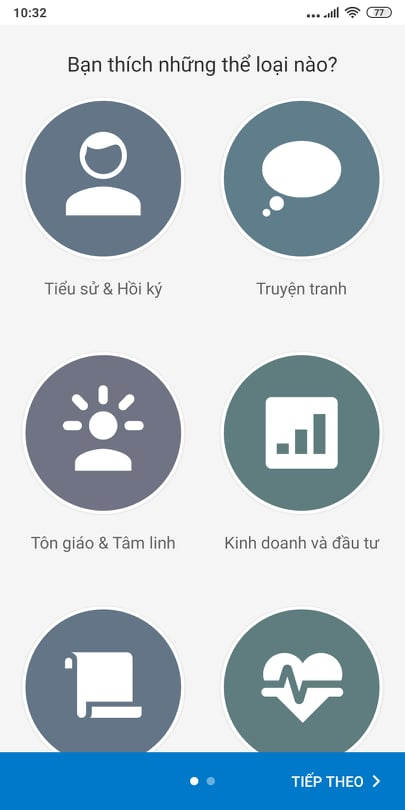 10:32
77
Bạn thích những thể loại nào?
Tiểu sử & Hồi ký
Truyện tranh
Tôn giáo & Tâm linh
Kinh doanh và đầu tư
TIẾP THEO